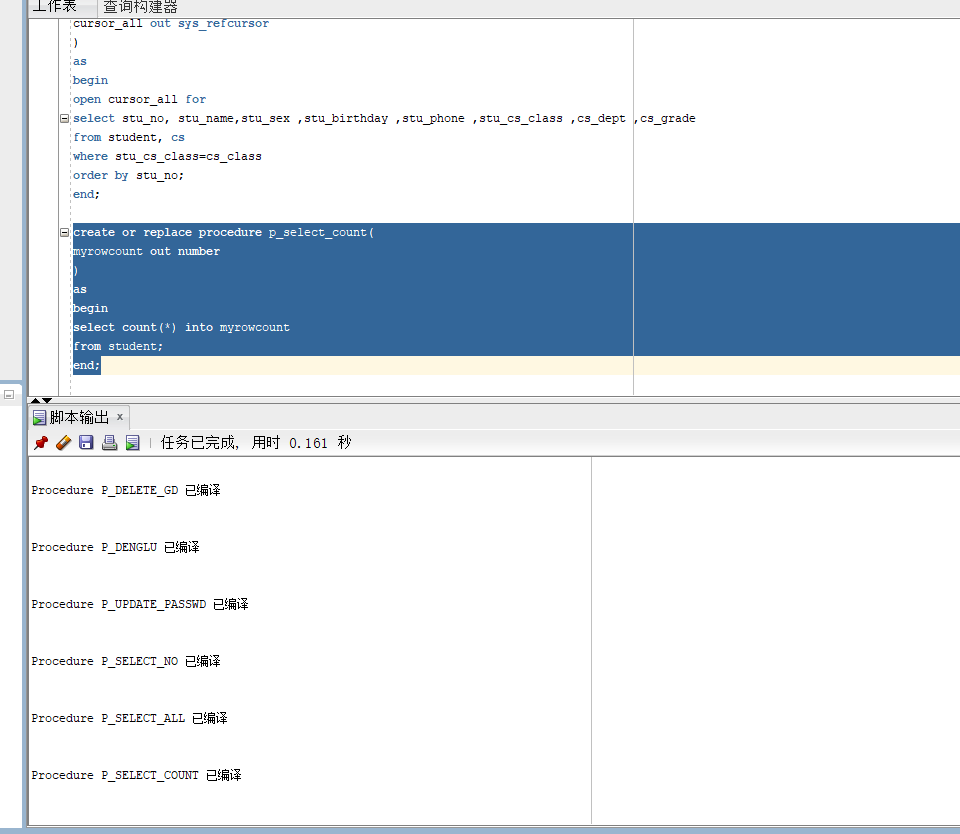 工作表 查询构建器
cursor_all out sys_refcursor
)
as
begin
open cursor_all for
select stu_no, stu_name,stu_sex ,stu_birthday ,stu_phone ,stu_cs_class ,cs_dept ,cs_grade
from student, cs
where stu_cs_class=cs_class
order by stu_no;
end;
create or replace procedure p_select_count(
myrowcount out number
)
as
begin
select count(*) into myrowcount
from student;
end;
脚本输出 x
任务已完成, 用时 0.161 秒
Procedure P_DELETE_GD 已编译
Procedure P_DENGLU 已编译
Procedure P_UPDATE_PASSWD 已编译
Procedure P_SELECT_NO 已编译
Procedure P_SELECT_ALL 已编译
Procedure P_SELECT_COUNT 已编译